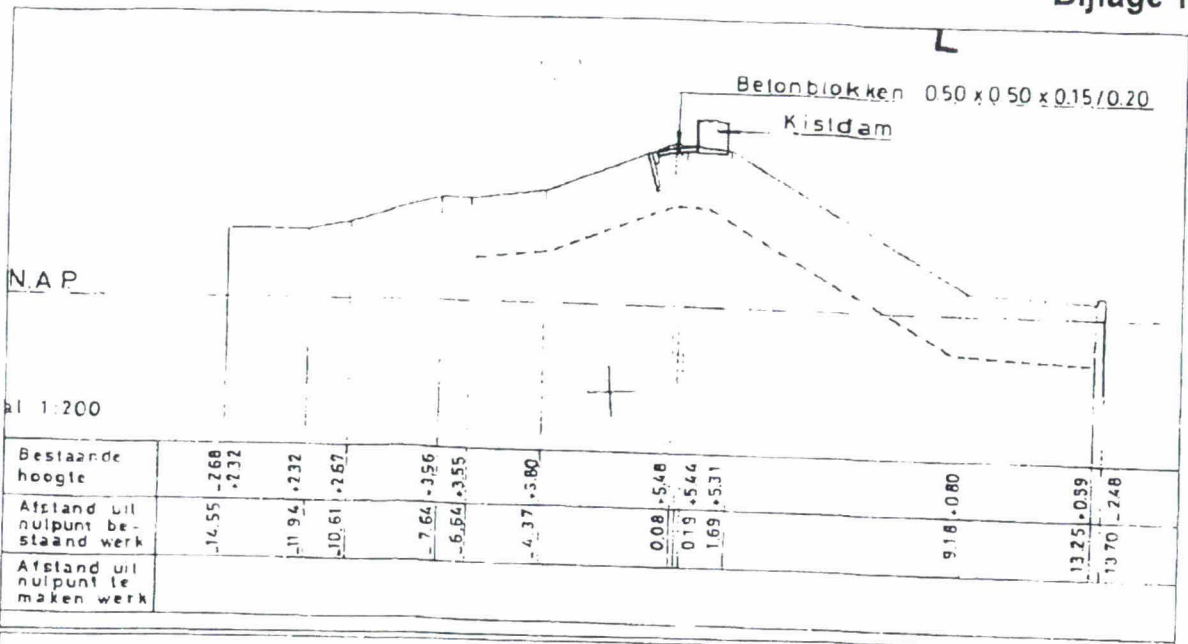 Bijlage 1
L
Betonblokken 0.50 x 0.50 x 0.15/0.20
Kistdam
N.A.P.
al 1:200
Bestaande hoogte
-2.68 +2.32 +2.32 +2.67 +3.56 +3.55 +3.80 +5.48 +5.44 +5.31 +0.80 -2.48
Afstand uit nulpunt be-
staand werk
-14.55 -11.94 -10.61 -7.64 -6.64 -4.37 0.08 0.19 1.69 9.18 13.25 13.70
Afstand uit
nulpunt te
maken werk